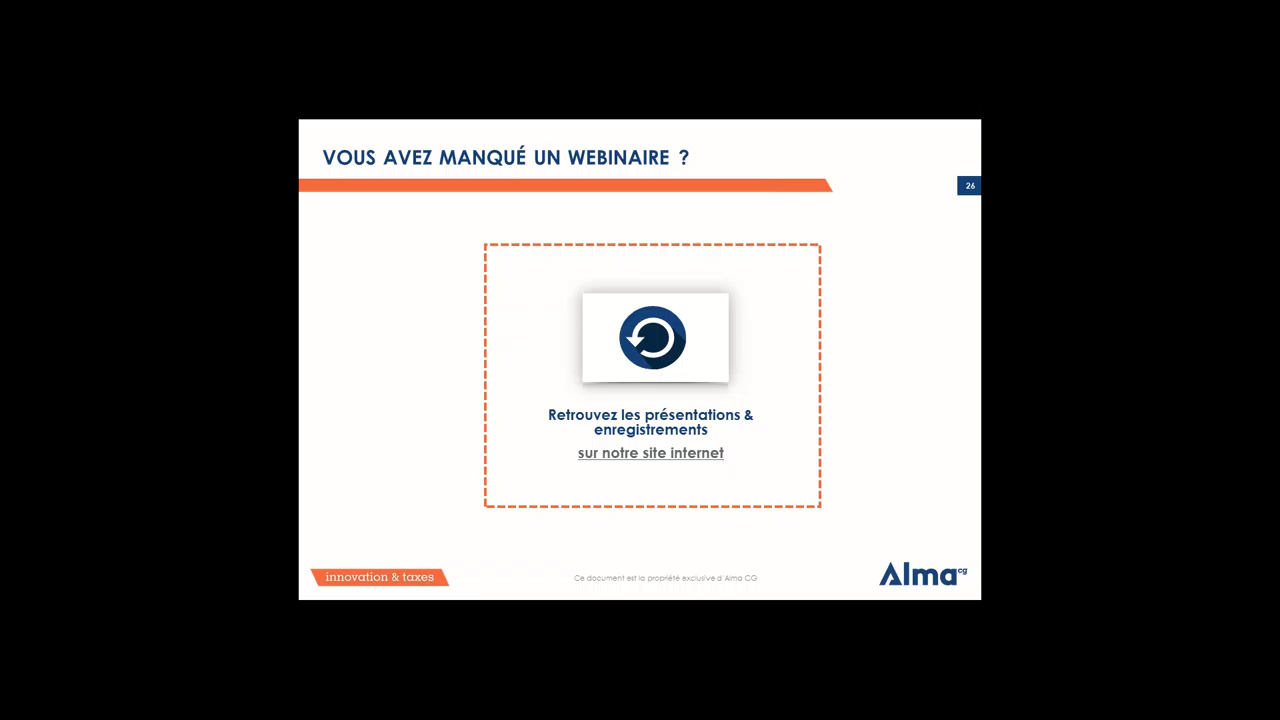 VOUS AVEZ MANQUÉ UN WEBINAIRE ?
26
Retrouvez les présentations &
enregistrements
sur notre site internet
innovation & taxes
Ce document est la propriété exclusive d'Alma CG
Alma cg